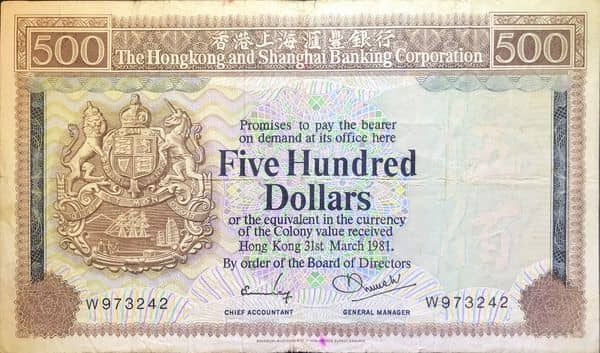 500
香港上海滙豐銀行
500
The Hongkong and Shanghai Banking Corporation
Promises to pay the bearer
on demand at its office here
Five Hundred
Dollars
or the equivalent in the currency
of the Colony value received
Hong Kong 31st March 1981.
By order of the Board of Directors
W973242
W973242
CHIEF ACCOUNTANT
GENERAL MANAGER